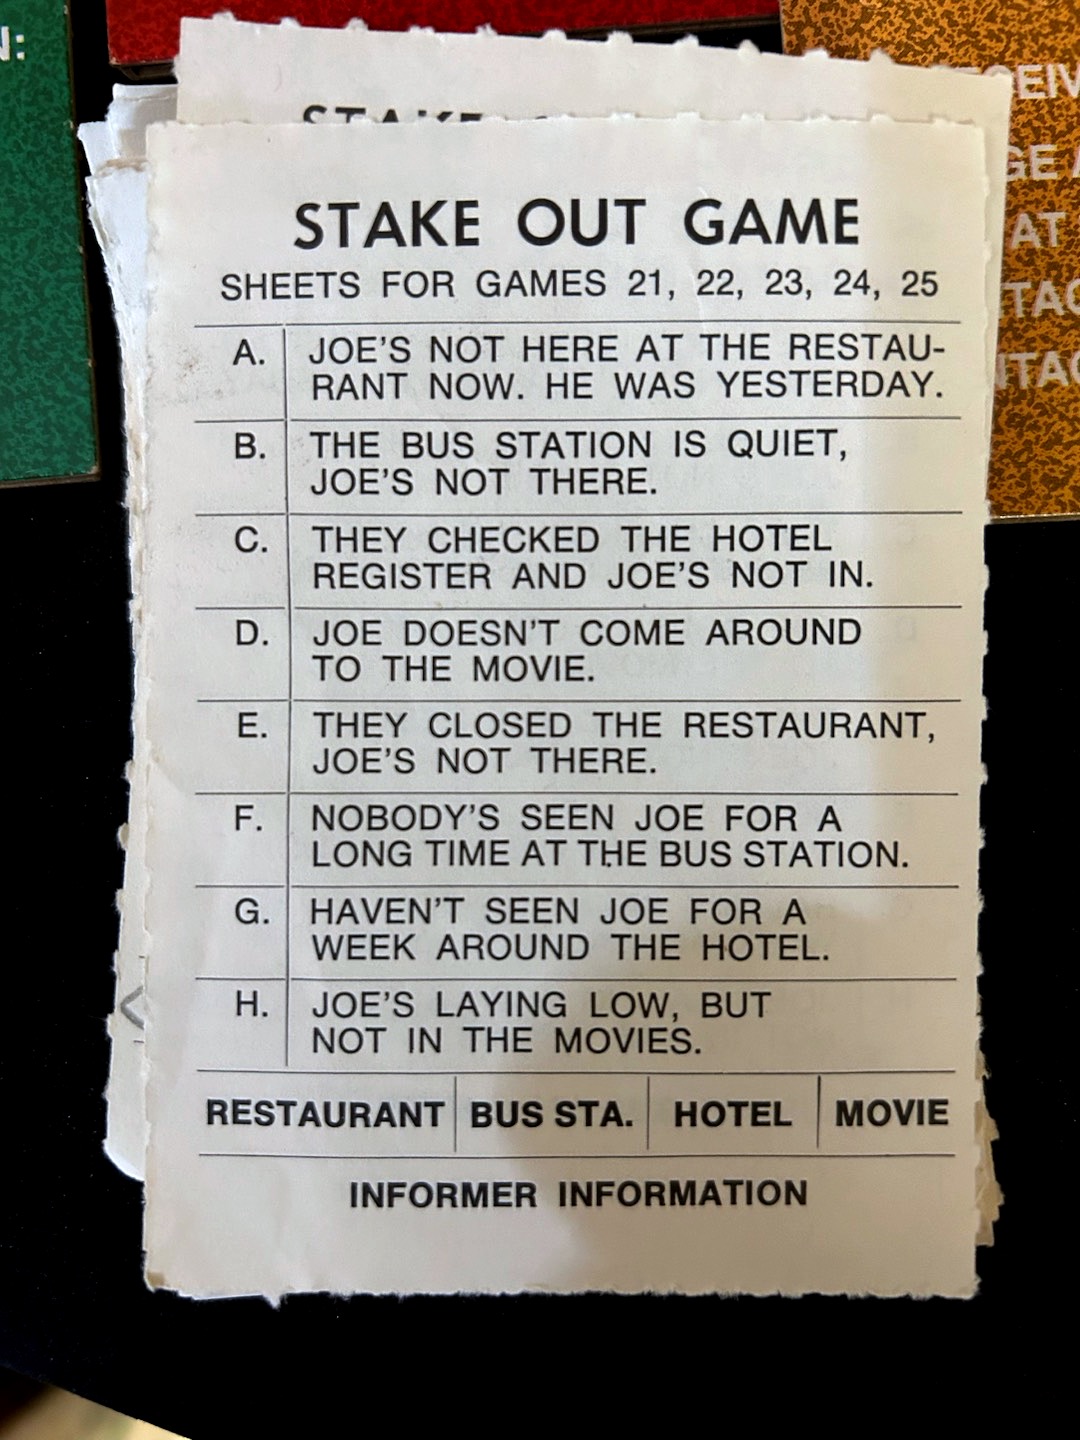 N:
STAKE OUT GAME
SHEETS FOR GAMES 21, 22, 23, 24, 25
A. JOE'S NOT HERE AT THE RESTAU-
RANT NOW. HE WAS YESTERDAY.
B. THE BUS STATION IS QUIET,
JOE'S NOT THERE.
C. THEY CHECKED THE HOTEL
REGISTER AND JOE'S NOT IN.
D. JOE DOESN'T COME AROUND
TO THE MOVIE.
E. THEY CLOSED THE RESTAURANT,
JOE'S NOT THERE.
F. NOBODY'S SEEN JOE FOR A
LONG TIME AT THE BUS STATION.
G. HAVEN'T SEEN JOE FOR A
WEEK AROUND THE HOTEL.
H. JOE'S LAYING LOW, BUT
NOT IN THE MOVIES.
RESTAURANT BUS STA. HOTEL MOVIE
INFORMER INFORMATION